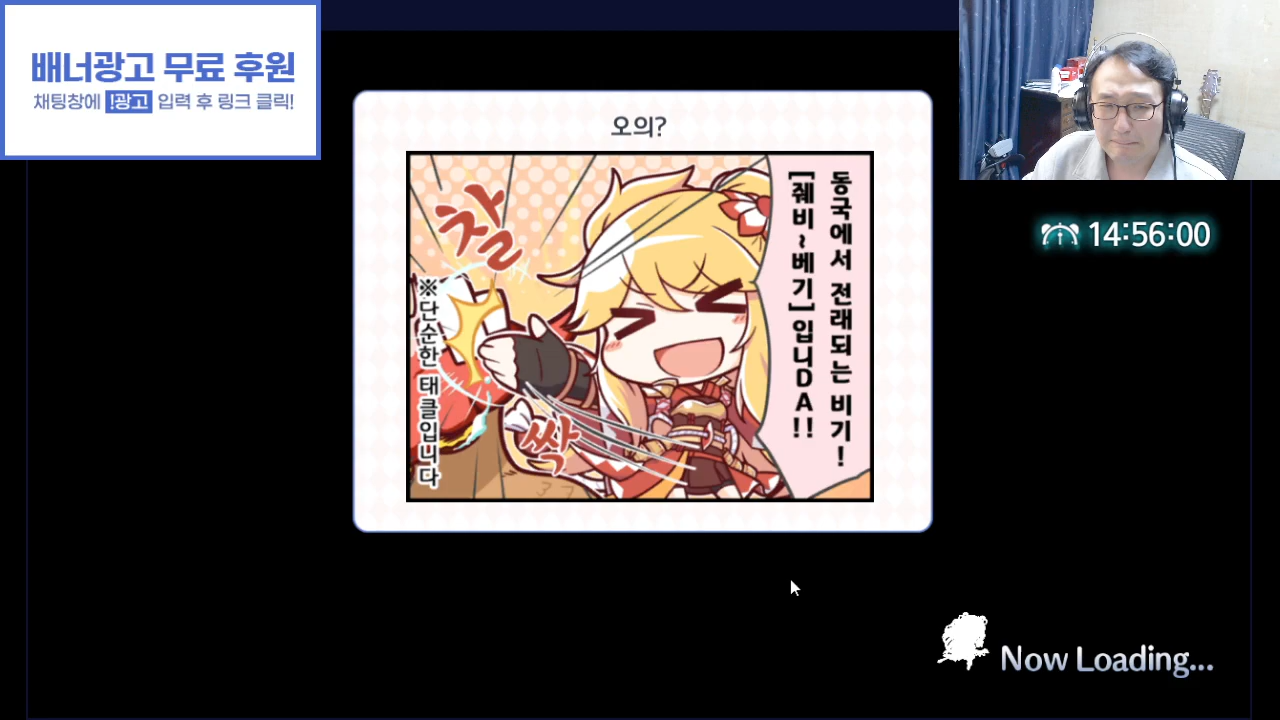 배너광고 무료 후원
채팅창에 !광고 입력 후 링크 클릭!
오의?
동국에서 전래되는 비기!
[줴비~베기]입니DA!!
찰
싹
※단순한 태클입니다
14:56:00
Now Loading...